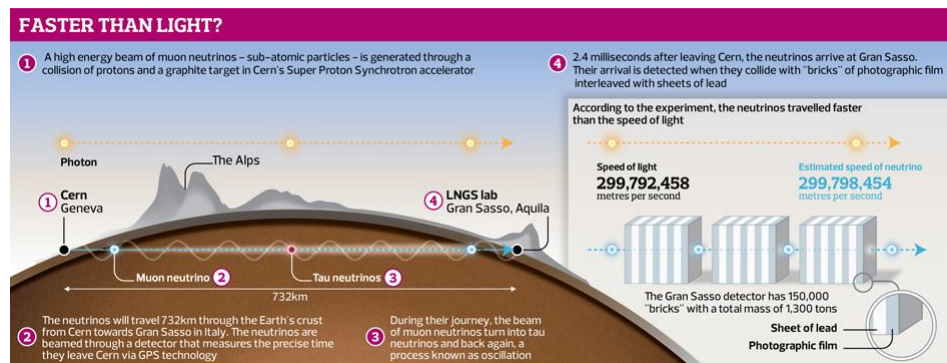 FASTER THAN LIGHT?
1 A high energy beam of muon neutrinos – sub-atomic particles – is generated through a
collision of protons and a graphite target in Cern's Super Proton Synchrotron accelerator
Photon
The Alps
1 Cern
Geneva
4 LNGS lab
Gran Sasso, Aquila
Muon neutrino 2
Tau neutrinos 3
732km
2 The neutrinos will travel 732km through the Earth's crust
from Cern towards Gran Sasso in Italy. The neutrinos are
beamed through a detector that measures the precise time
they leave Cern via GPS technology
3 During their journey, the beam
of muon neutrinos turn into tau
neutrinos and back again, a
process known as oscillation
4 2.4 milliseconds after leaving Cern, the neutrinos arrive at Gran Sasso.
Their arrival is detected when they collide with "bricks" of photographic film
interleaved with sheets of lead
According to the experiment, the neutrinos travelled faster
than the speed of light
Speed of light
299,792,458
metres per second
Estimated speed of neutrino
299,798,454
metres per second
The Gran Sasso detector has 150,000
"bricks" with a total mass of 1,300 tons
Sheet of lead
Photographic film